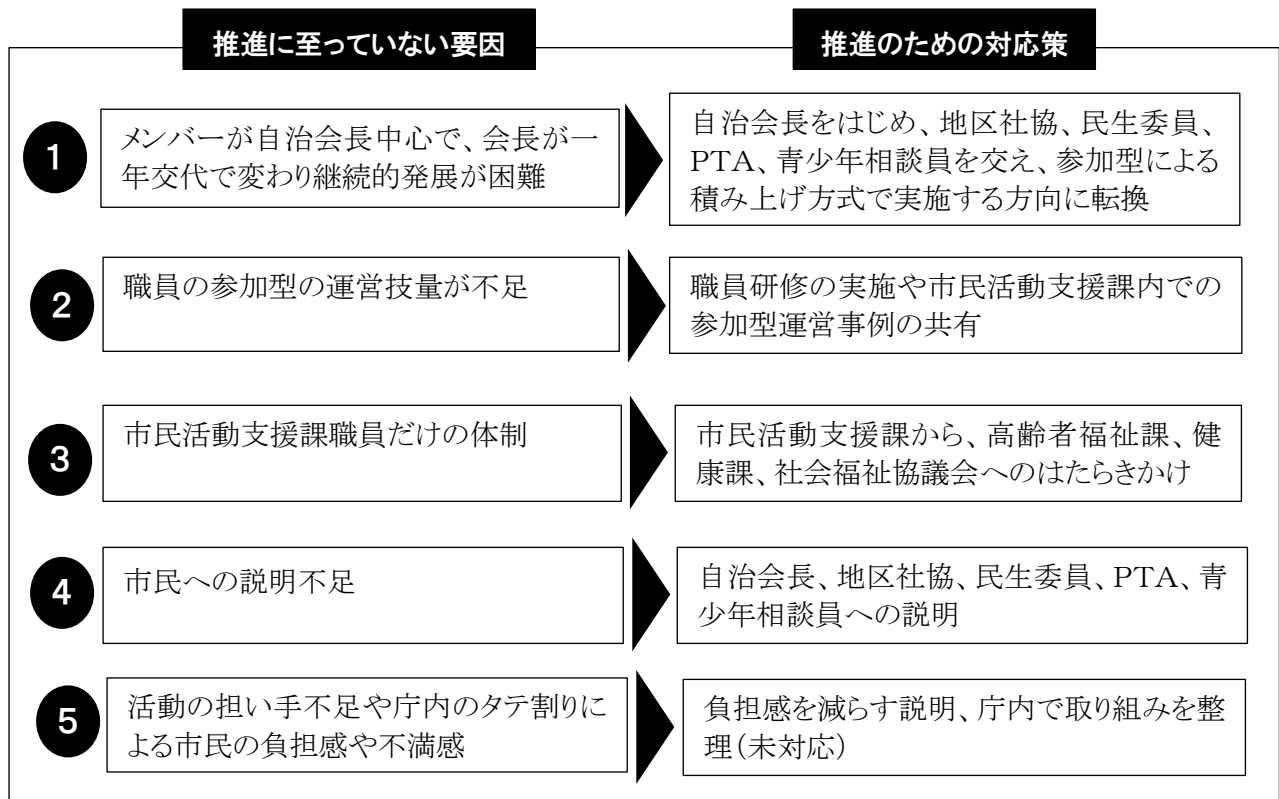 推進に至っていない要因
推進のための対応策
1
メンバーが自治会長中心で、会長が一
年交代で変わり継続的発展が困難
自治会長をはじめ、地区社協、民生委員、
PTA、青少年相談員を交え、参加型による
積み上げ方式で実施する方向に転換
2
職員の参加型の運営技量が不足
職員研修の実施や市民活動支援課内での
参加型運営事例の共有
3
市民活動支援課職員だけの体制
市民活動支援課から、高齢者福祉課、健
康課、社会福祉協議会へのはたらきかけ
4
市民への説明不足
自治会長、地区社協、民生委員、PTA、青
少年相談員への説明
5
活動の担い手不足や庁内のタテ割りに
よる市民の負担感や不満感
負担感を減らす説明、庁内で取り組みを整
理(未対応)